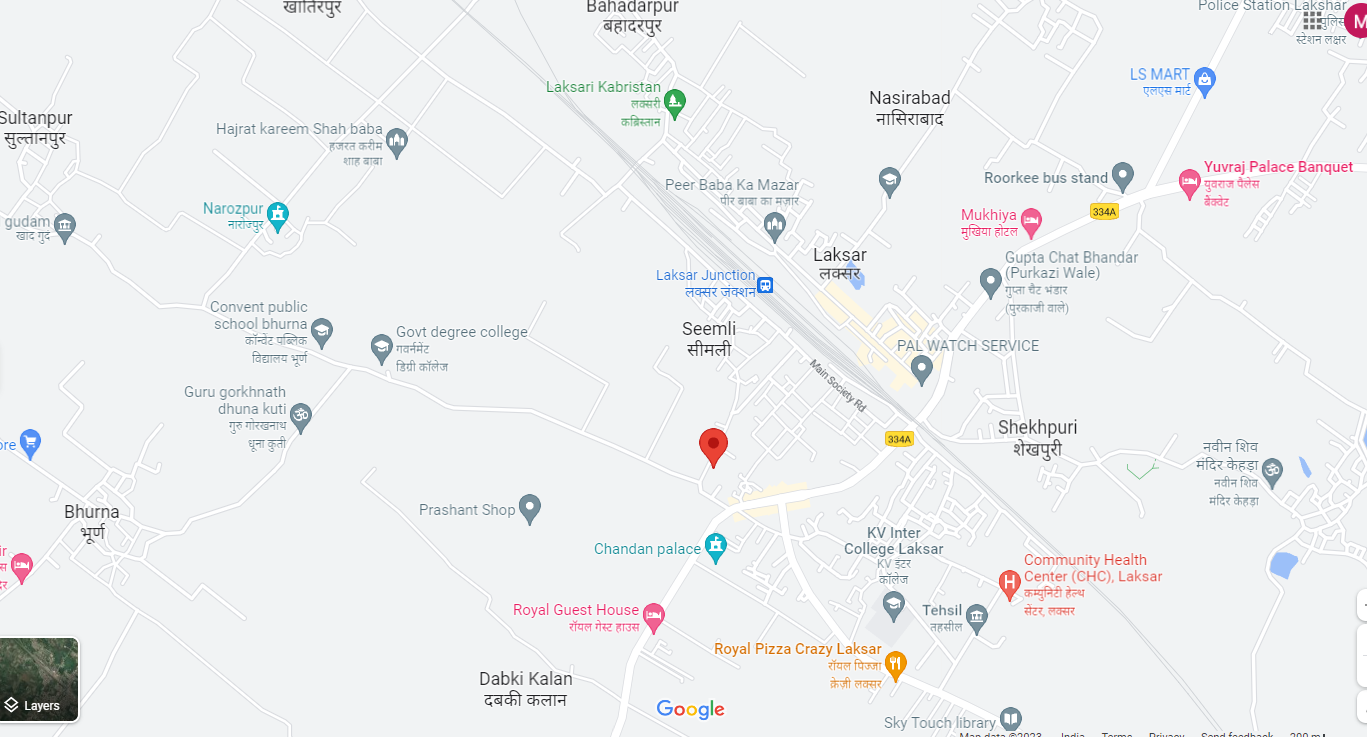 खातिरपुर
Bahadarpur
बहादरपुर
Police Station Lakshar
पुलिस
स्टेशन लक्षर
M
LS MART
एलएस मार्ट
Laksari Kabristan
लक्सरी
कब्रिस्तान
Nasirabad
नासिराबाद
Sultanpur
सुल्तानपुर
Hajrat kareem Shah baba
हजरत करीम
शाह बाबा
Yuvraj Palace Banquet
युवराज पैलेस
बैंक्वेट
Roorkee bus stand
Peer Baba Ka Mazar
पीर बाबा का मज़ार
334A
Mukhiya
मुखिया होटल
Narozpur
नारोज्पुर
gudam
खाद गुद
Laksar
लक्सर
Gupta Chat Bhandar
(Purkazi Wale)
गुप्ता चैट भंडार
(पुरकाजी वाले)
Laksar Junction
लक्सर जंक्शन
Convent public
school bhurna
कॉन्वेंट पब्लिक
विद्यालय भूर्ण
Govt degree college
गवर्नमेंट
डिग्री कॉलेज
Seemli
सीमली
PAL WATCH SERVICE
Main Society Rd
Guru gorkhnath
dhuna kuti
गुरु गोरखनाथ
धूना कुती
334A
Shekhpuri
शेखपुरी
ore
नवीन शिव
मंदिर केहड़ा
नवीन शिव
मंदिर केहड़ा
Bhurna
भूर्ण
Prashant Shop
KV Inter
College Laksar
KV इंटर
कॉलेज
Chandan palace
Community Health
Center (CHC), Laksar
कम्युनिटी हेल्थ
सेंटर, लक्सर
H
Royal Guest House
रॉयल गेस्ट हाउस
Tehsil
तहसील
Royal Pizza Crazy Laksar
रॉयल पिज्जा
क्रेज़ी लक्सर
Dabki Kalan
दबकी कलान
Layers
Google
Sky Touch library
Map data ©2023 India Terms Privacy Send feedback 200 m